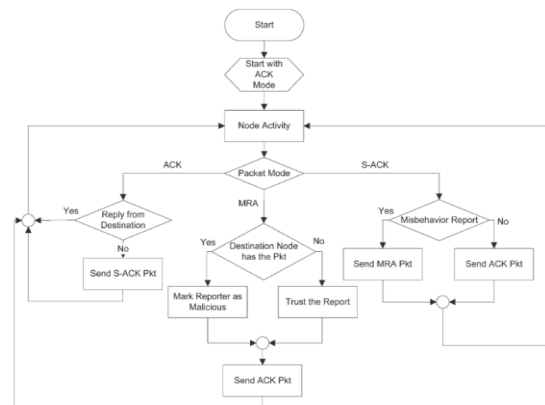 Start
Start with
ACK
Mode
Node Activity
Packet Mode
ACK
S-ACK
MRA
Yes
Reply from
Destination
No
Send S-ACK Pkt
Yes
Destination Node
has the Pkt
No
Mark Reporter as
Malicious
Trust the Report
Yes
Misbehavior Report
No
Send MRA Pkt
Send ACK Pkt
Send ACK Pkt